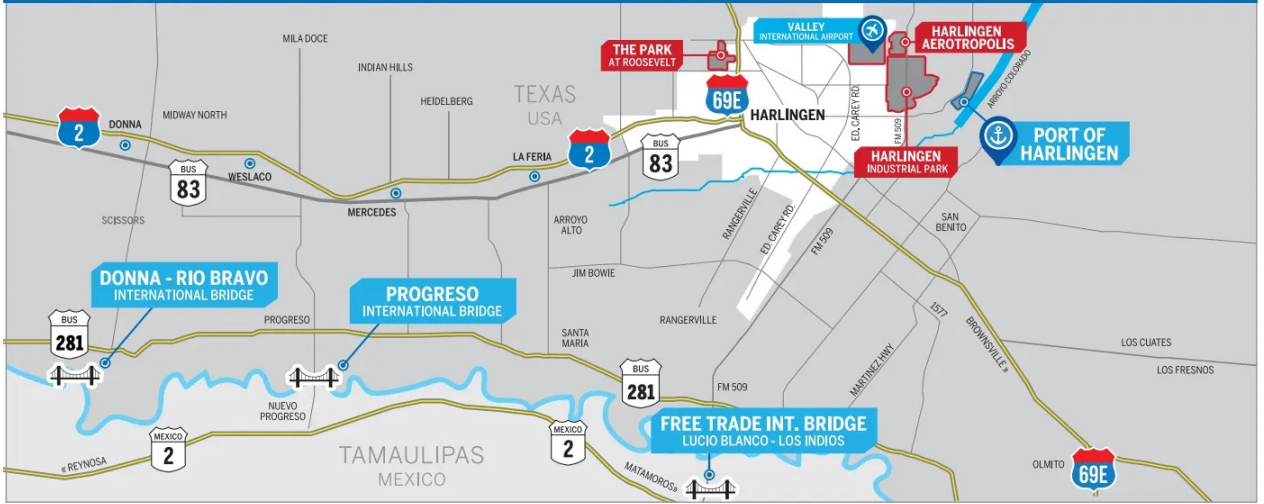 MILA DOCE
INDIAN HILLS
HEIDELBERG
TEXAS
USA
THE PARK
AT ROOSEVELT
VALLEY
INTERNATIONAL AIRPORT
HARLINGEN
AEROTROPOLIS
ARROYO COLORADO
69E
HARLINGEN
ED. CAREY RD.
FM 509
PORT OF
HARLINGEN
2
DONNA
MIDWAY NORTH
BUS
83
WESLACO
MERCEDES
LA FERIA
2
BUS
83
HARLINGEN
INDUSTRIAL PARK
SCISSORS
ARROYO
ALTO
RANGERVILLE
ED. CAREY RD.
FM 509
SAN
BENITO
DONNA - RIO BRAVO
INTERNATIONAL BRIDGE
PROGRESO
INTERNATIONAL BRIDGE
JIM BOWIE
BUS
281
PROGRESO
SANTA
MARIA
RANGERVILLE
1577
BROWNSVILLE »
MARTINEZ HWY
LOS CUATES
LOS FRESNOS
BUS
281
FM 509
NUEVO
PROGRESO
« REYNOSA
MEXICO
2
TAMAULIPAS
MEXICO
MEXICO
2
MATAMOROS»
FREE TRADE INT. BRIDGE
LUCIO BLANCO - LOS INDIOS
OLMITO
69E